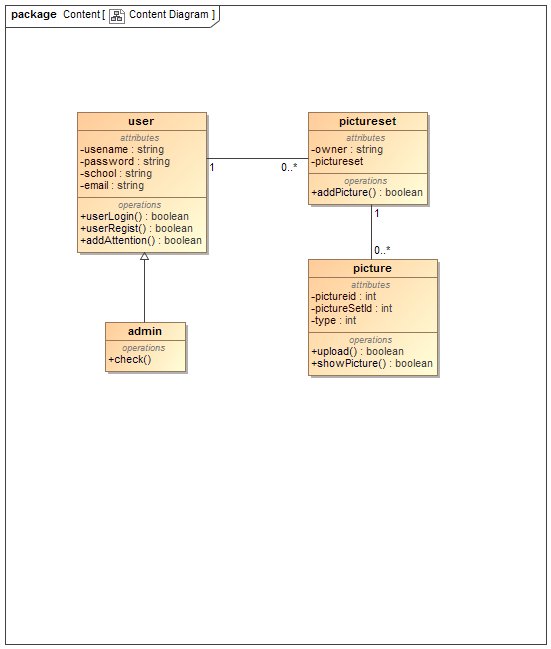 package Content [ Content Diagram ]
user
attributes
-usename : string
-password : string
-school : string
-email : string
operations
+userLogin() : boolean
+userRegist() : boolean
+addAttention() : boolean
1
0..*
pictureset
attributes
-owner : string
-pictureset
operations
+addPicture() : boolean
1
0..*
picture
attributes
-pictureid : int
-pictureSetId : int
-type : int
operations
+upload() : boolean
+showPicture() : boolean
admin
operations
+check()